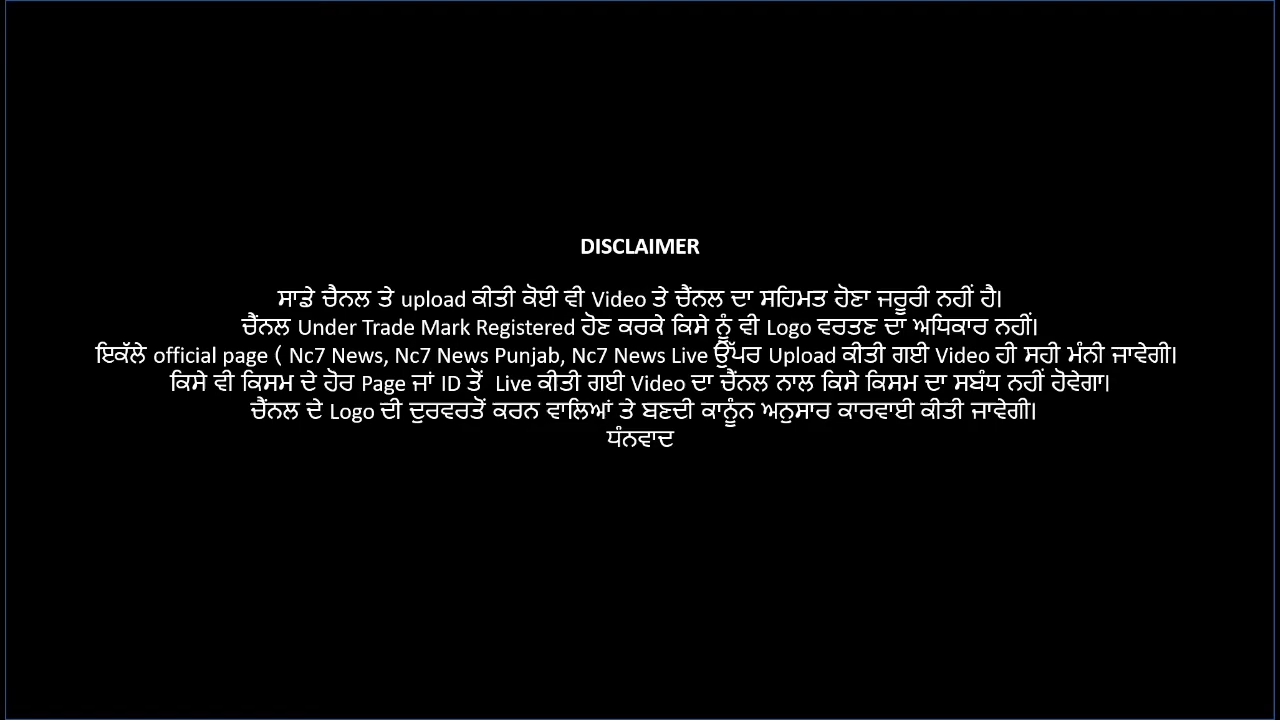 DISCLAIMER
ਸਾਡੇ ਚੈਨਲ ਤੇ upload ਕੀਤੀ ਕੋਈ ਵੀ Video ਤੇ ਚੈਂਨਲ ਦਾ ਸਹਿਮਤ ਹੋਣਾ ਜਰੂਰੀ ਨਹੀਂ ਹੈ।
ਚੈਂਨਲ Under Trade Mark Registered ਹੋਣ ਕਰਕੇ ਕਿਸੇ ਨੂੰ ਵੀ Logo ਵਰਤਣ ਦਾ ਅਧਿਕਾਰ ਨਹੀਂ।
ਇਕੱਲੇ official page ( Nc7 News, Nc7 News Punjab, Nc7 News Live ਉੱਪਰ Upload ਕੀਤੀ ਗਈ Video ਹੀ ਸਹੀ ਮੰਨੀ ਜਾਵੇਗੀ।
ਕਿਸੇ ਵੀ ਕਿਸਮ ਦੇ ਹੋਰ Page ਜਾਂ ID ਤੋਂ Live ਕੀਤੀ ਗਈ Video ਦਾ ਚੈਂਨਲ ਨਾਲ ਕਿਸੇ ਕਿਸਮ ਦਾ ਸਬੰਧ ਨਹੀਂ ਹੋਵੇਗਾ।
ਚੈਂਨਲ ਦੇ Logo ਦੀ ਦੁਰਵਰਤੋਂ ਕਰਨ ਵਾਲਿਆਂ ਤੇ ਬਣਦੀ ਕਾਨੂੰਨ ਅਨੁਸਾਰ ਕਾਰਵਾਈ ਕੀਤੀ ਜਾਵੇਗੀ।
ਧੰਨਵਾਦ